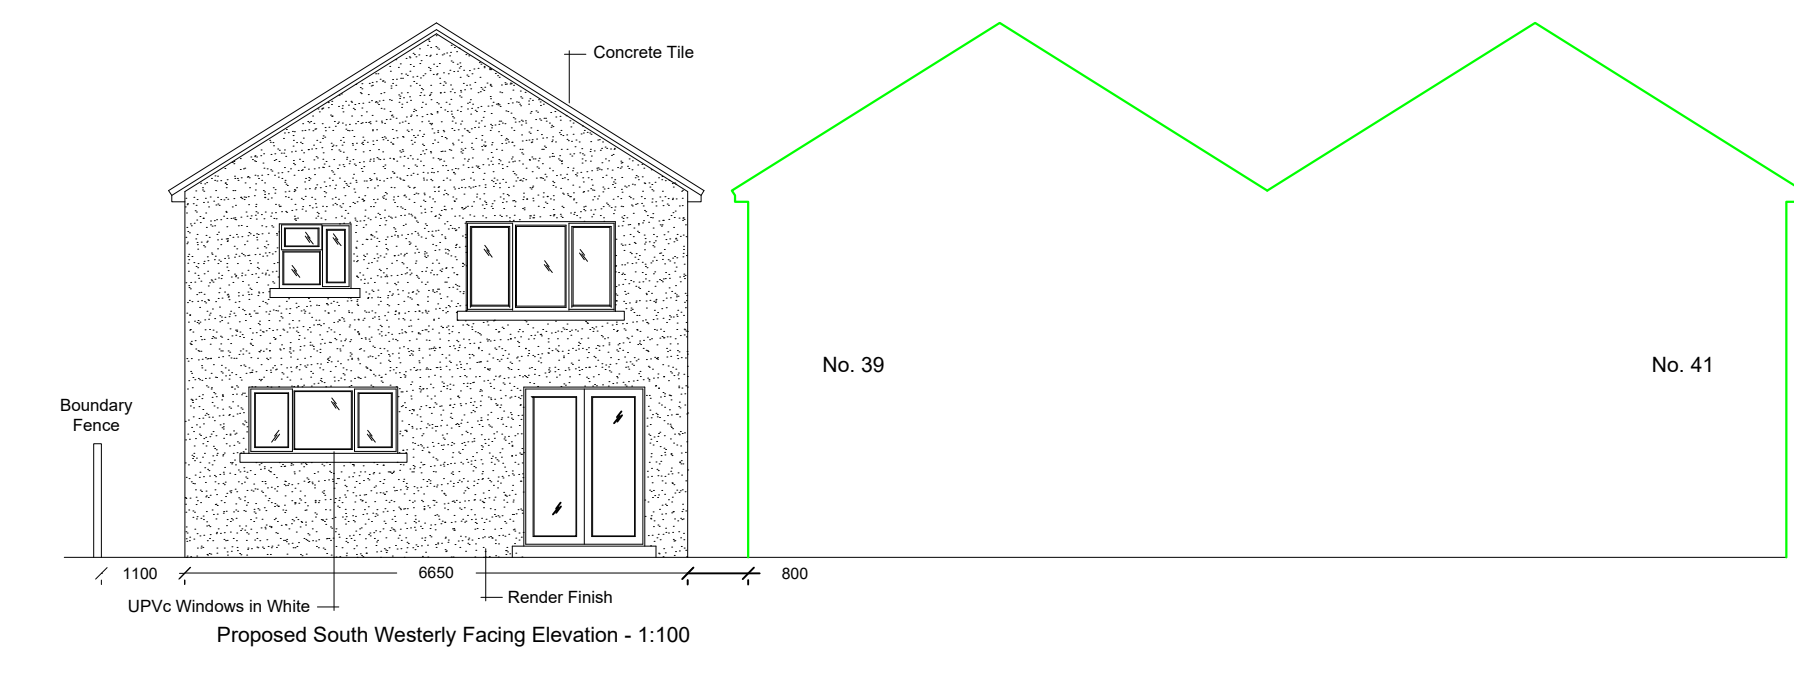 Concrete Tile
No. 39
No. 41
Boundary
Fence
1100
6650
800
UPVc Windows in White
Render Finish
Proposed South Westerly Facing Elevation - 1:100